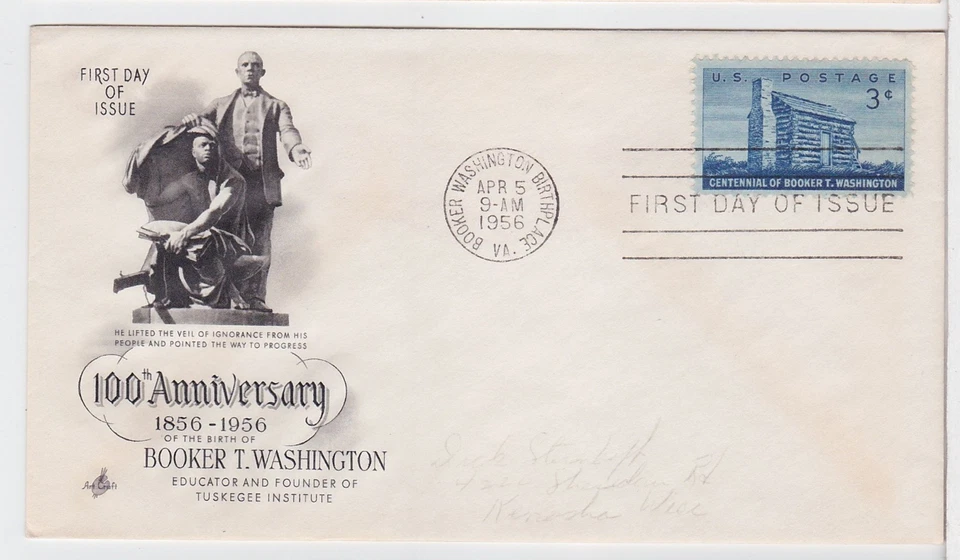 FIRST DAY
OF
ISSUE
U.S. POSTAGE
3¢
CENTENNIAL OF BOOKER T. WASHINGTON
BOOKER WASHINGTON BIRTHPLACE
APR 5
9-AM
1956
VA.
FIRST DAY OF ISSUE
HE LIFTED THE VEIL OF IGNORANCE FROM HIS
PEOPLE AND POINTED THE WAY TO PROGRESS
100th Anniversary
1856-1956
OF THE BIRTH OF
BOOKER T. WASHINGTON
EDUCATOR AND FOUNDER OF
TUSKEGEE INSTITUTE
Art Craft
Kenosha Wisc